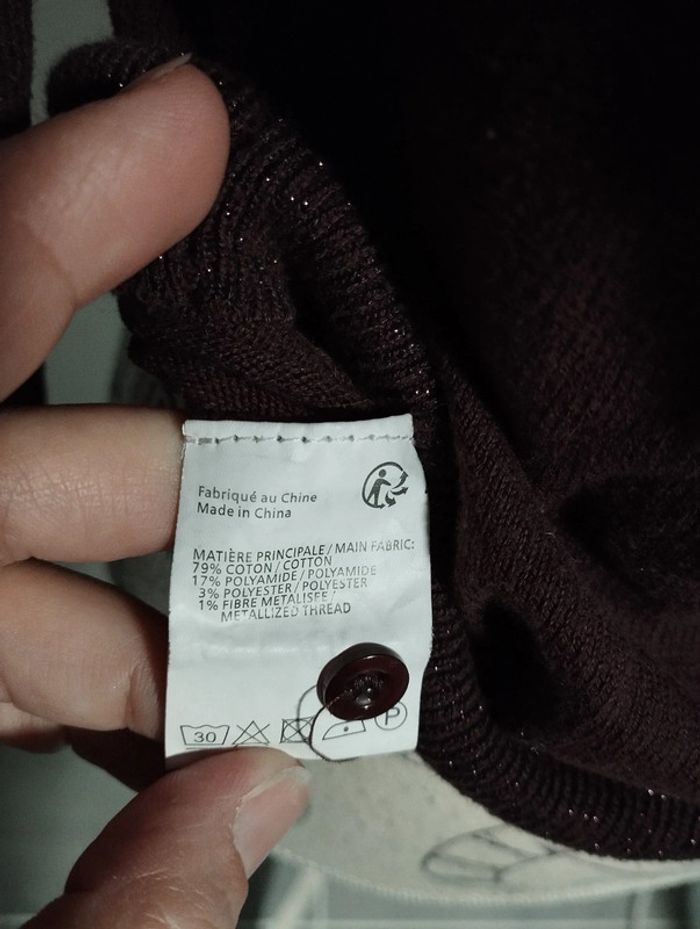 Fabriqué au Chine
Made in China
MATIÈRE PRINCIPALE / MAIN FABRIC:
79% COTON / COTTON
17% POLYAMIDE / POLYAMIDE
3% POLYESTER / POLYESTER
1% FIBRE METALISEE /
METALLIZED THREAD
30 P